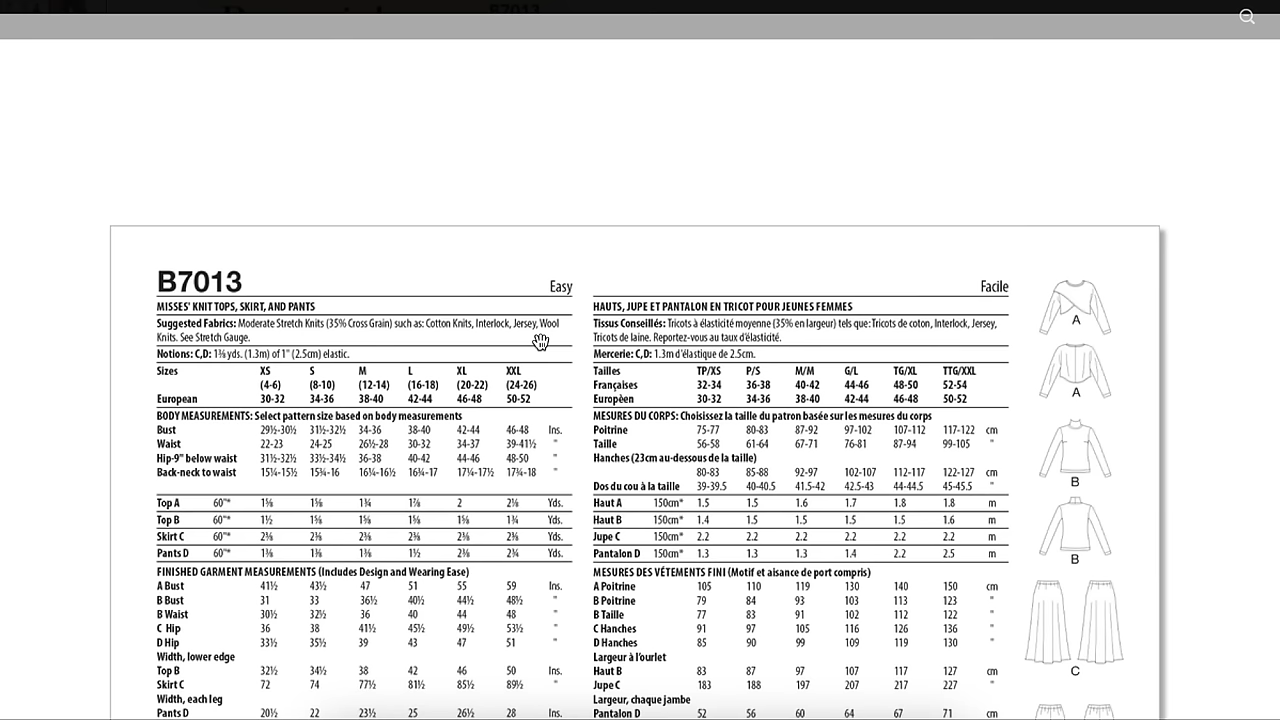 B7013
Easy
MISSES' KNIT TOPS, SKIRT, AND PANTS
Suggested Fabrics: Moderate Stretch Knits (35% Cross Grain) such as: Cotton Knits, Interlock, Jersey, Wool
Knits. See Stretch Gauge.
Notions: C,D: 1⅜ yds. (1.3m) of 1" (2.5cm) elastic.
Sizes XS S M L XL XXL
(4-6) (8-10) (12-14) (16-18) (20-22) (24-26)
European 30-32 34-36 38-40 42-44 46-48 50-52
BODY MEASUREMENTS: Select pattern size based on body measurements
Bust 29½-30½ 31½-32½ 34-36 38-40 42-44 46-48 Ins.
Waist 22-23 24-25 26½-28 30-32 34-37 39-41½ "
Hip-9" below waist 31½-32½ 33½-34½ 36-38 40-42 44-46 48-50 "
Back-neck to waist 15¼-15½ 15¾-16 16¼-16½ 16¾-17 17¼-17½ 17¾-18 "
Top A 60"* 1⅝ 1⅝ 1¾ 1⅞ 2 2⅛ Yds.
Top B 60"* 1½ 1⅝ 1⅝ 1⅝ 1⅝ 1¾ Yds.
Skirt C 60"* 2⅜ 2⅜ 2⅜ 2⅜ 2⅜ 2⅜ Yds.
Pants D 60"* 1⅜ 1⅜ 1⅜ 1½ 2⅜ 2¾ Yds.
FINISHED GARMENT MEASUREMENTS (Includes Design and Wearing Ease)
A Bust 41½ 43½ 47 51 55 59 Ins.
B Bust 31 33 36½ 40½ 44½ 48½ "
B Waist 30½ 32½ 36 40 44 48 "
C Hip 36 38 41½ 45½ 49½ 53½ "
D Hip 33½ 35½ 39 43 47 51 "
Width, lower edge
Top B 32½ 34½ 38 42 46 50 Ins.
Skirt C 72 74 77½ 81½ 85½ 89½ "
Width, each leg
Pants D 20½ 22 23½ 25 26½ 28 Ins.
Facile
HAUTS, JUPE ET PANTALON EN TRICOT POUR JEUNES FEMMES
Tissus Conseillés: Tricots à élasticité moyenne (35% en largeur) tels que: Tricots de coton, Interlock, Jersey,
Tricots de laine. Reportez-vous au taux d'élasticité.
Mercerie: C,D: 1.3m d'élastique de 2.5cm.
Tailles TP/XS P/S M/M G/L TG/XL TTG/XXL
Françaises 32-34 36-38 40-42 44-46 48-50 52-54
Europèen 30-32 34-36 38-40 42-44 46-48 50-52
MESURES DU CORPS: Choisissez la taille du patron basée sur les mesures du corps
Poitrine 75-77 80-83 87-92 97-102 107-112 117-122 cm
Taille 56-58 61-64 67-71 76-81 87-94 99-105 "
Hanches (23cm au-dessous de la taille)
80-83 85-88 92-97 102-107 112-117 122-127 cm
Dos du cou à la taille 39-39.5 40-40.5 41.5-42 42.5-43 44-44.5 45-45.5 "
Haut A 150cm* 1.5 1.5 1.6 1.7 1.8 1.8 m
Haut B 150cm* 1.4 1.5 1.5 1.5 1.5 1.6 m
Jupe C 150cm* 2.2 2.2 2.2 2.2 2.2 2.2 m
Pantalon D 150cm* 1.3 1.3 1.3 1.4 2.2 2.5 m
MESURES DES VÉTEMENTS FINI (Motif et aisance de port compris)
A Poitrine 105 110 119 130 140 150 cm
B Poitrine 79 84 93 103 113 123 "
B Taille 77 83 91 102 112 122 "
C Hanches 91 97 105 116 126 136 "
D Hanches 85 90 99 109 119 130 "
Largeur à l'ourlet
Haut B 83 87 97 107 117 127 cm
Jupe C 183 188 197 207 217 227 "
Largeur, chaque jambe
Pantalon D 52 56 60 64 67 71 cm
A
A
B
B
C